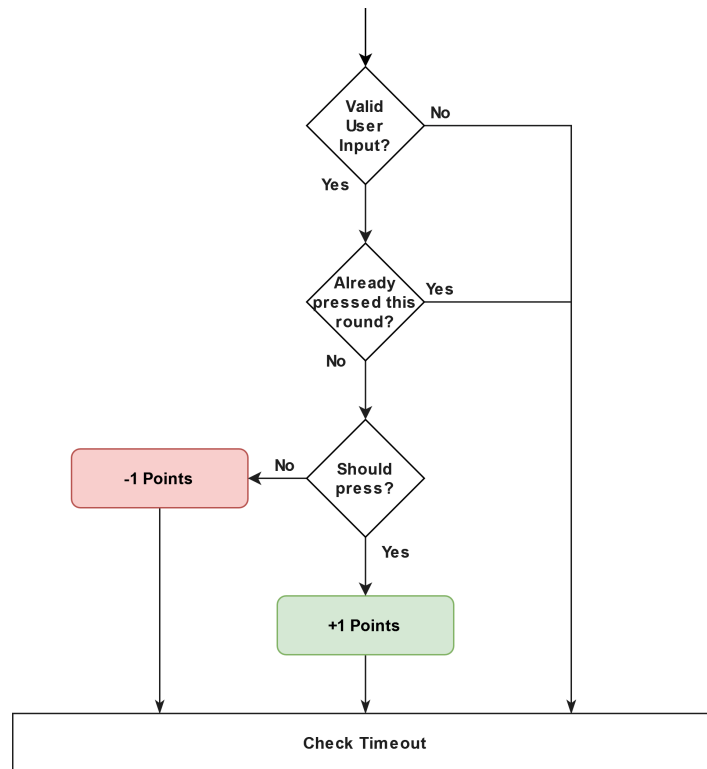 Valid
User
Input?
No
Yes
Already
pressed this
round?
Yes
No
Should
press?
No
-1 Points
Yes
+1 Points
Check Timeout